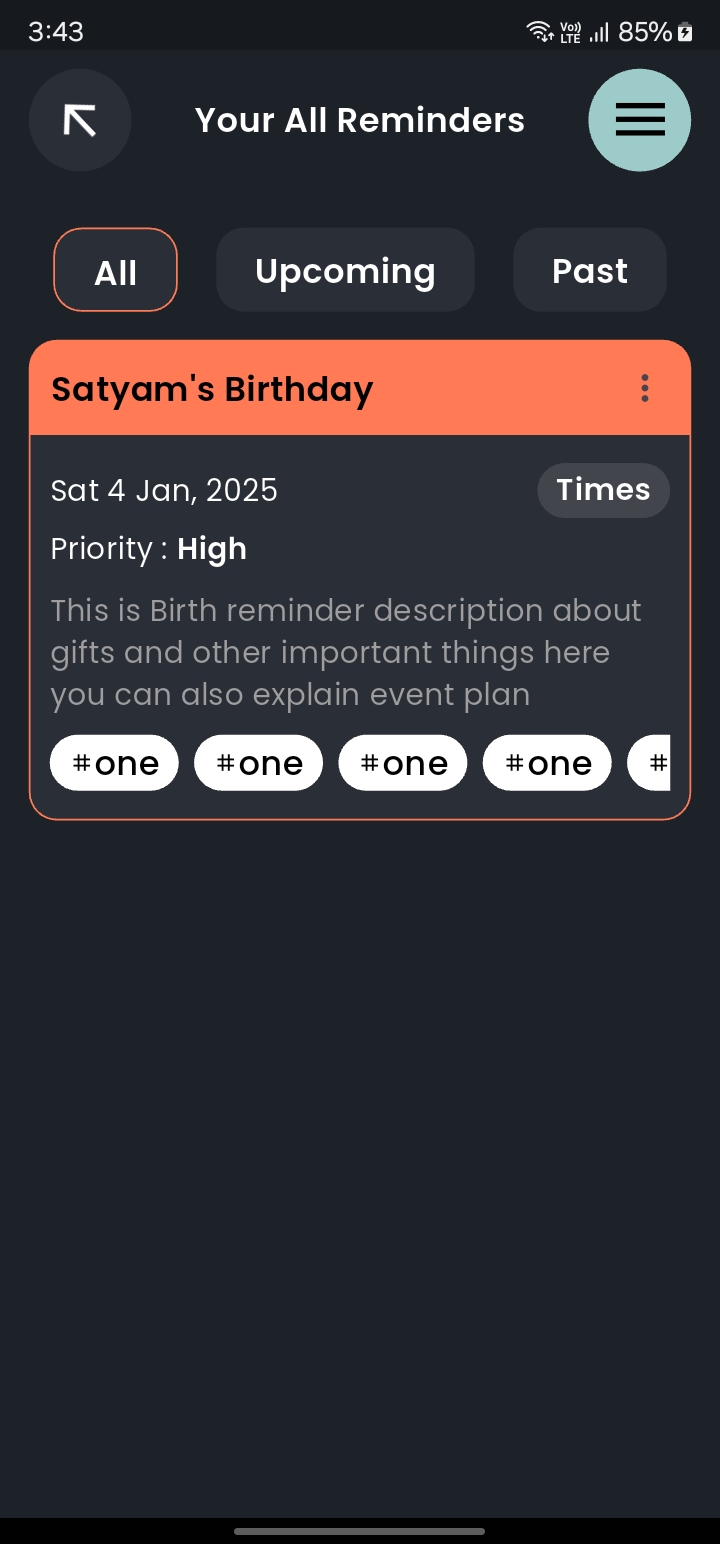 3:43 Vo)) LTE 85%
Your All Reminders
All Upcoming Past
Satyam's Birthday
Sat 4 Jan, 2025 Times
Priority : High
This is Birth reminder description about
gifts and other important things here
you can also explain event plan
#one #one #one #one #